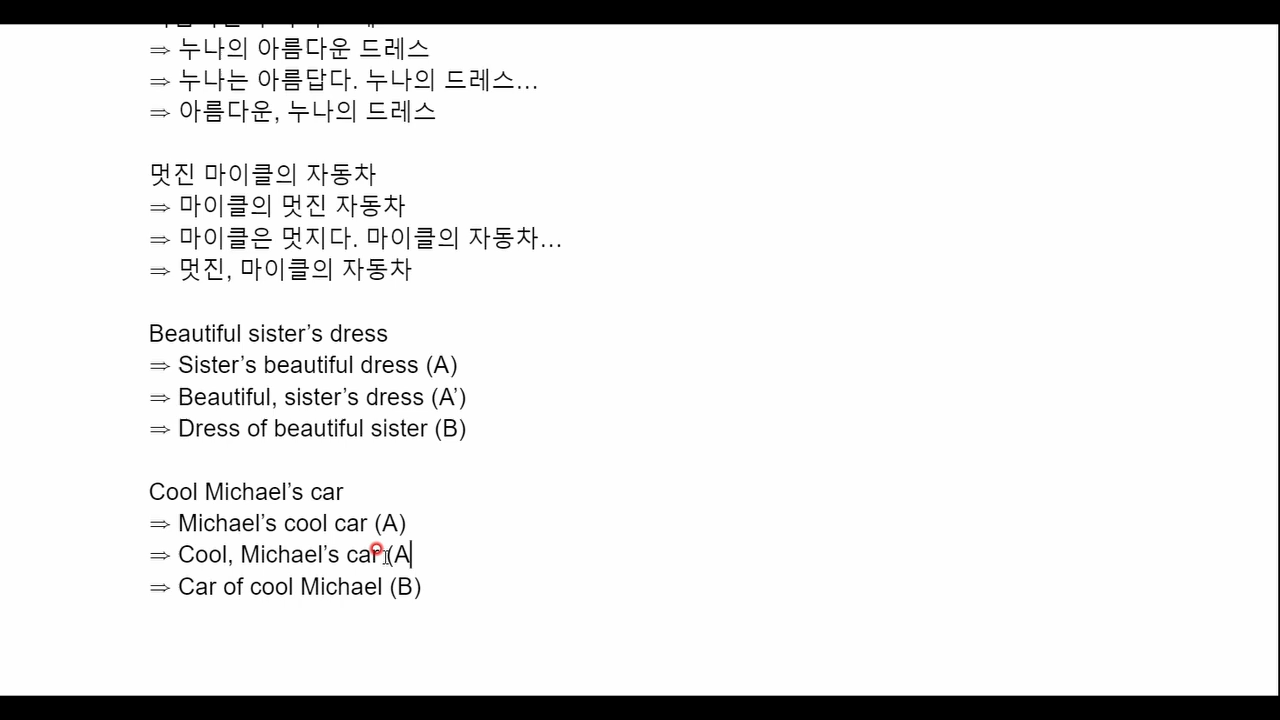 ⇒ 누나의 아름다운 드레스
⇒ 누나는 아름답다. 누나의 드레스…
⇒ 아름다운, 누나의 드레스
멋진 마이클의 자동차
⇒ 마이클의 멋진 자동차
⇒ 마이클은 멋지다. 마이클의 자동차…
⇒ 멋진, 마이클의 자동차
Beautiful sister’s dress
⇒ Sister’s beautiful dress (A)
⇒ Beautiful, sister’s dress (A’)
⇒ Dress of beautiful sister (B)
Cool Michael’s car
⇒ Michael’s cool car (A)
⇒ Cool, Michael’s car (A
⇒ Car of cool Michael (B)